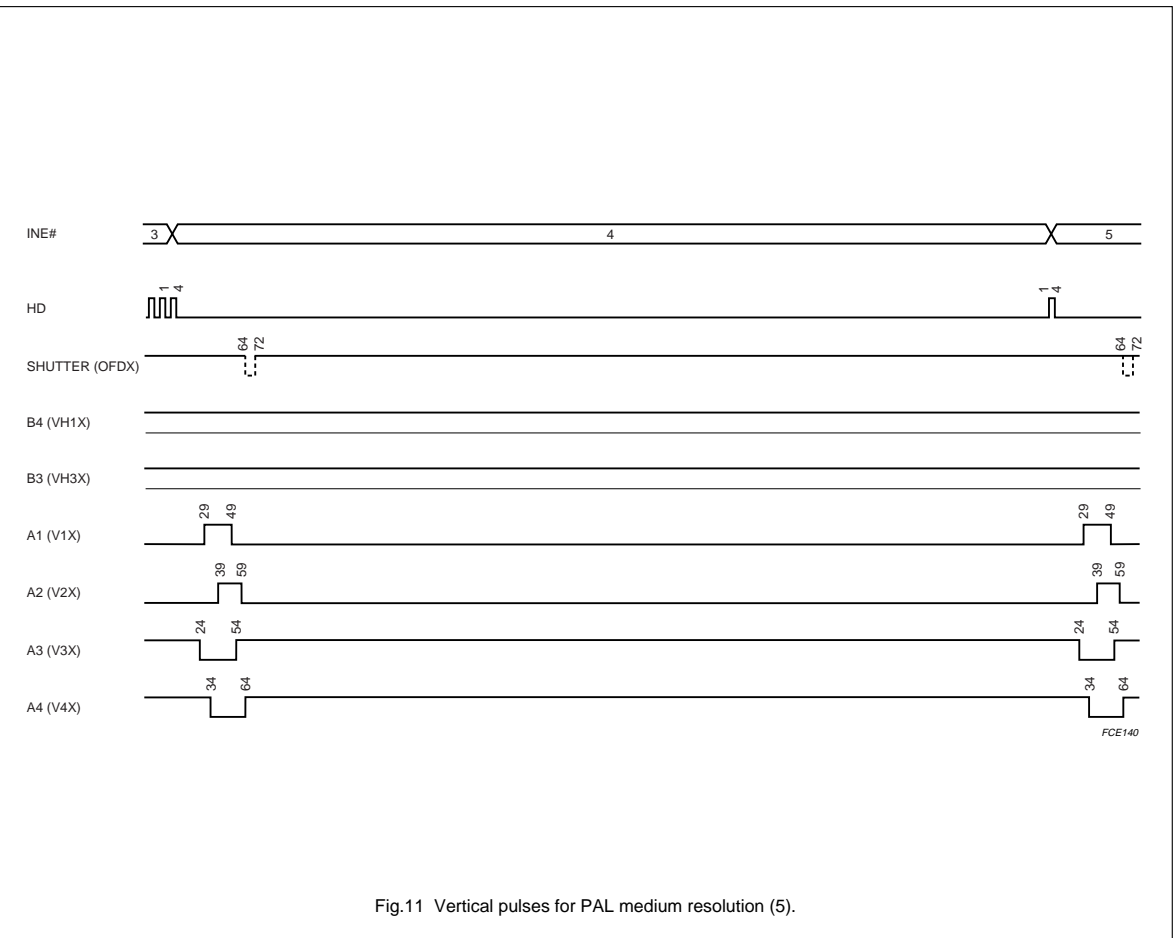 INE# 3 4 5
HD 1 4 1 4
SHUTTER (OFDX) 64 72 64 72
B4 (VH1X)
B3 (VH3X)
A1 (V1X) 29 49 29 49
A2 (V2X) 39 59 39 59
A3 (V3X) 24 54 24 54
A4 (V4X) 34 64 34 64
FCE140
Fig.11 Vertical pulses for PAL medium resolution (5).